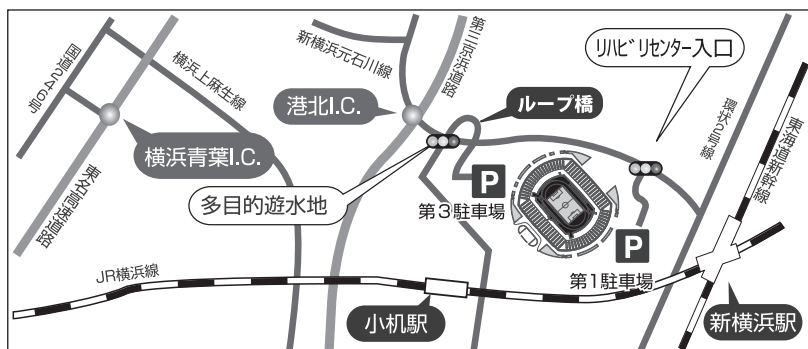 国道246号
横浜上麻生線
新横浜元石川線
第三京浜道路
港北I.C.
ループ橋
リハビリセンター入口
環状2号線
東海道新幹線
横浜青葉I.C.
東名高速道路
多目的遊水地
P
第3駐車場
P
第1駐車場
JR横浜線
小机駅
新横浜駅